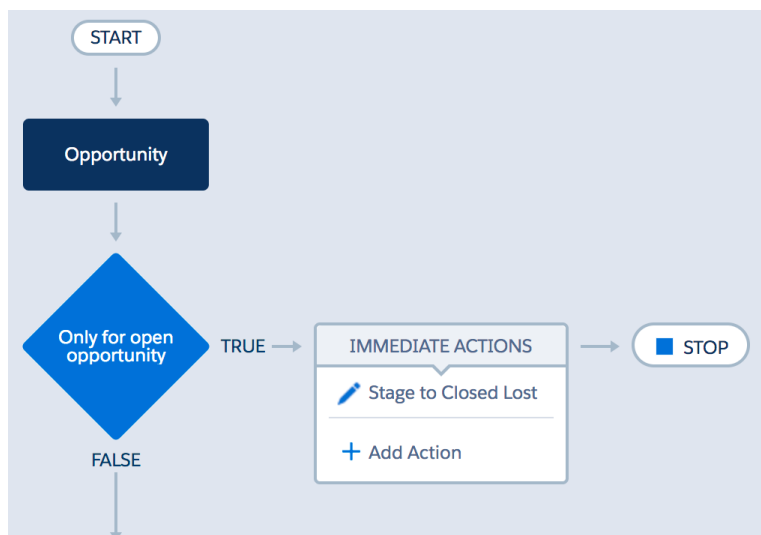 START
Opportunity
Only for open
opportunity
TRUE
IMMEDIATE ACTIONS
STOP
Stage to Closed Lost
Add Action
FALSE